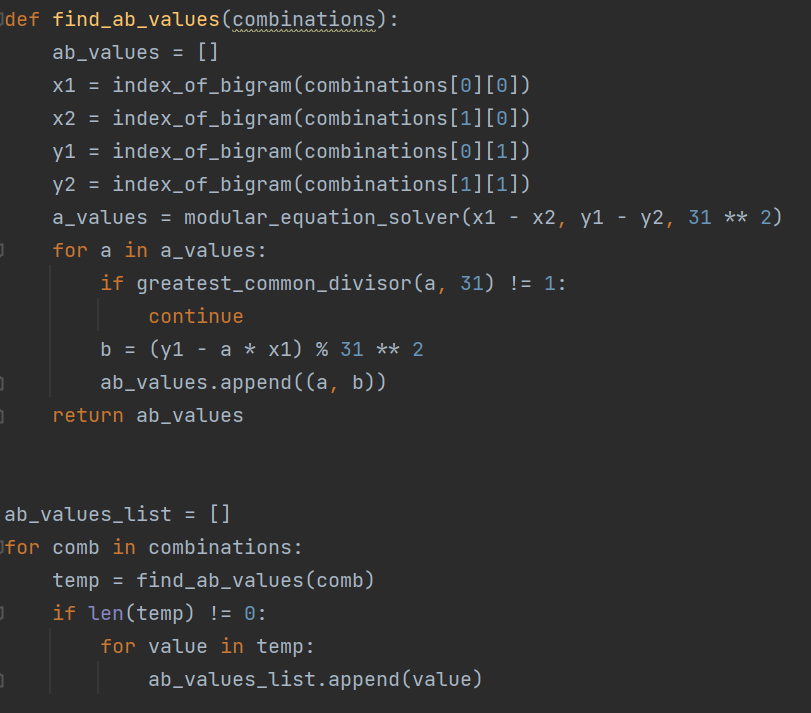 def find_ab_values(combinations):
    ab_values = []
    x1 = index_of_bigram(combinations[0][0])
    x2 = index_of_bigram(combinations[1][0])
    y1 = index_of_bigram(combinations[0][1])
    y2 = index_of_bigram(combinations[1][1])
    a_values = modular_equation_solver(x1 - x2, y1 - y2, 31 ** 2)
    for a in a_values:
        if greatest_common_divisor(a, 31) != 1:
            continue
        b = (y1 - a * x1) % 31 ** 2
        ab_values.append((a, b))
    return ab_values
ab_values_list = []
for comb in combinations:
    temp = find_ab_values(comb)
    if len(temp) != 0:
        for value in temp:
            ab_values_list.append(value)